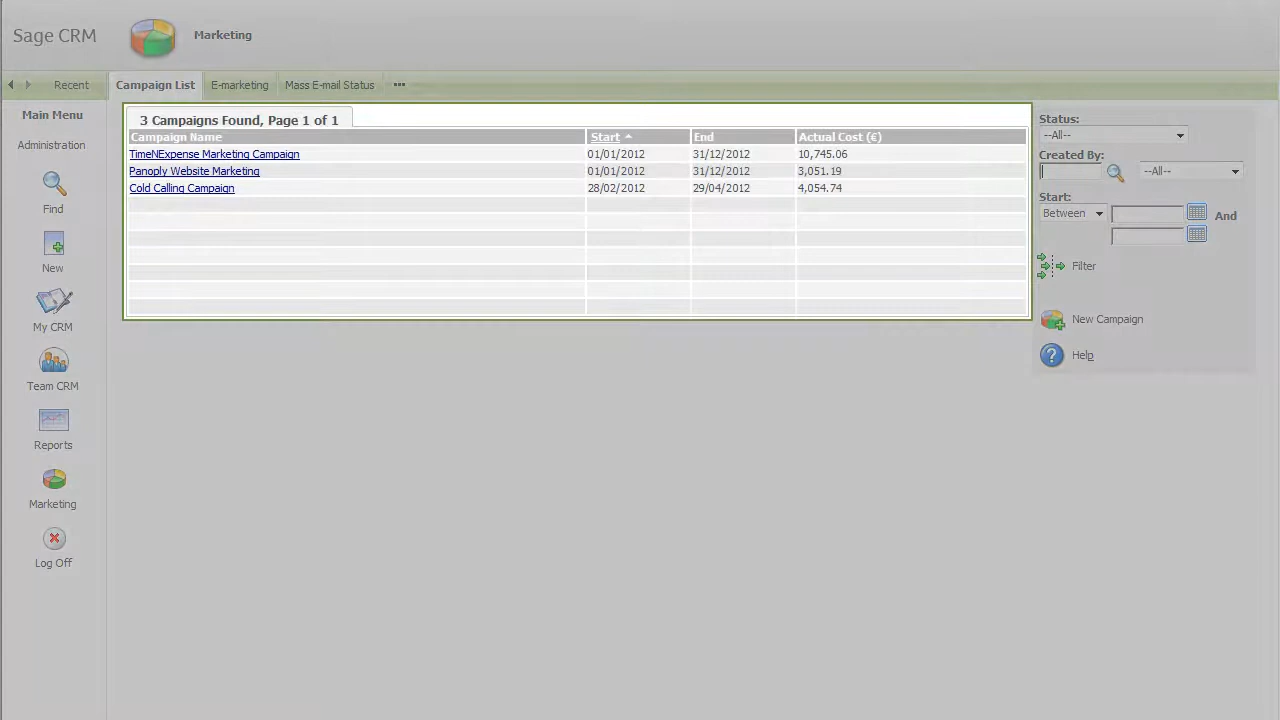 Sage CRM
Marketing
Recent
Campaign List
E-marketing
Mass E-mail Status
Main Menu
Administration
Find
New
My CRM
Team CRM
Reports
Marketing
Log Off
3 Campaigns Found, Page 1 of 1
Campaign Name Start End Actual Cost (€)
TimeNExpense Marketing Campaign 01/01/2012 31/12/2012 10,745.06
Panoply Website Marketing 01/01/2012 31/12/2012 3,051.19
Cold Calling Campaign 28/02/2012 29/04/2012 4,054.74
Status:
--All--
Created By:
--All--
Start:
Between And
Filter
New Campaign
Help